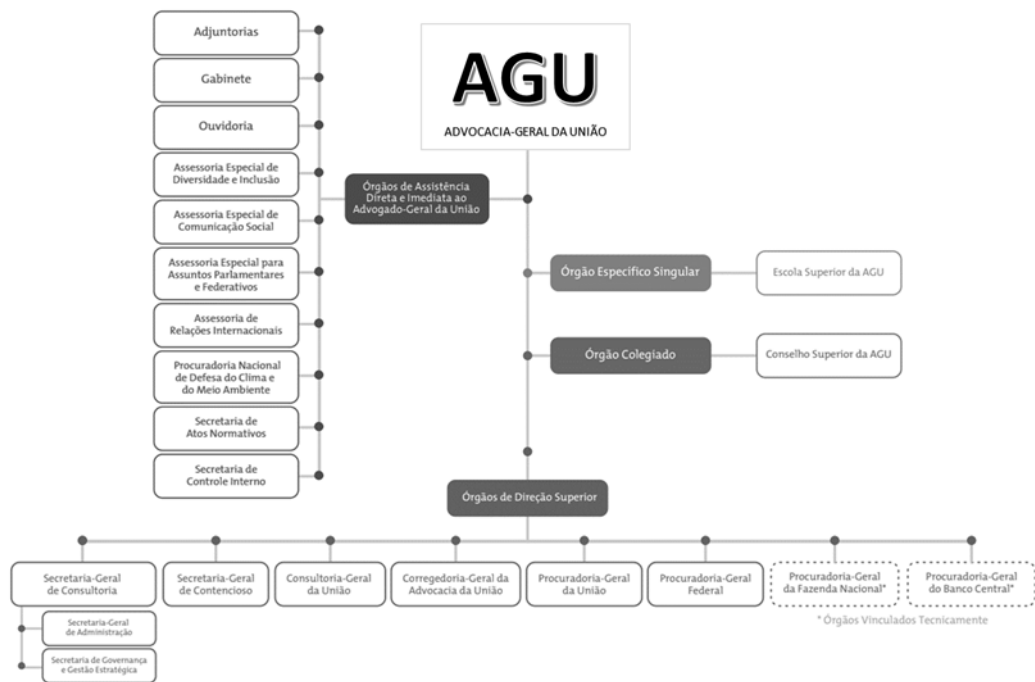 Adjuntorias
Gabinete
Ouvidoria
Assessoria Especial de
Diversidade e Inclusão
Assessoria Especial de
Comunicação Social
Assessoria Especial para
Assuntos Parlamentares
e Federativos
Assessoria de
Relações Internacionais
Procuradoria Nacional
de Defesa do Clima e
do Meio Ambiente
Secretaria de
Atos Normativos
Secretaria de
Controle Interno
AGU
ADVOCACIA-GERAL DA UNIÃO
Órgãos de Assistência
Direta e Imediata ao
Advogado-Geral da União
Órgão Específico Singular
Escola Superior da AGU
Órgão Colegiado
Conselho Superior da AGU
Órgãos de Direção Superior
Secretaria-Geral
de Consultoria
Secretaria-Geral
de Administração
Secretaria de Governança
e Gestão Estratégica
Secretaria-Geral
de Contencioso
Consultoria-Geral
da União
Corregedoria-Geral da
Advocacia da União
Procuradoria-Geral
da União
Procuradoria-Geral
Federal
Procuradoria-Geral
da Fazenda Nacional*
Procuradoria-Geral
do Banco Central*
* Órgãos Vinculados Tecnicamente